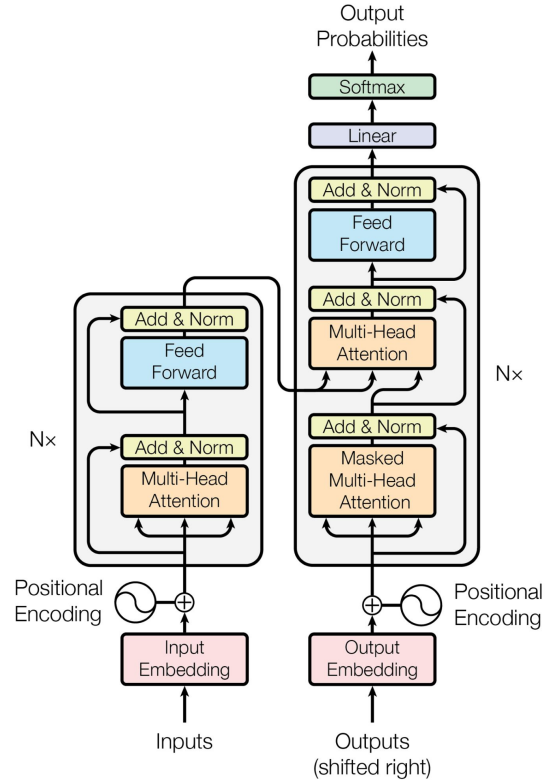 Output
Probabilities
Softmax
Linear
Add & Norm
Feed
Forward
Add & Norm
Multi-Head
Attention
Add & Norm
Masked
Multi-Head
Attention
N×
Add & Norm
Feed
Forward
Add & Norm
Multi-Head
Attention
N×
Positional
Encoding
Positional
Encoding
Input
Embedding
Output
Embedding
Inputs
Outputs
(shifted right)